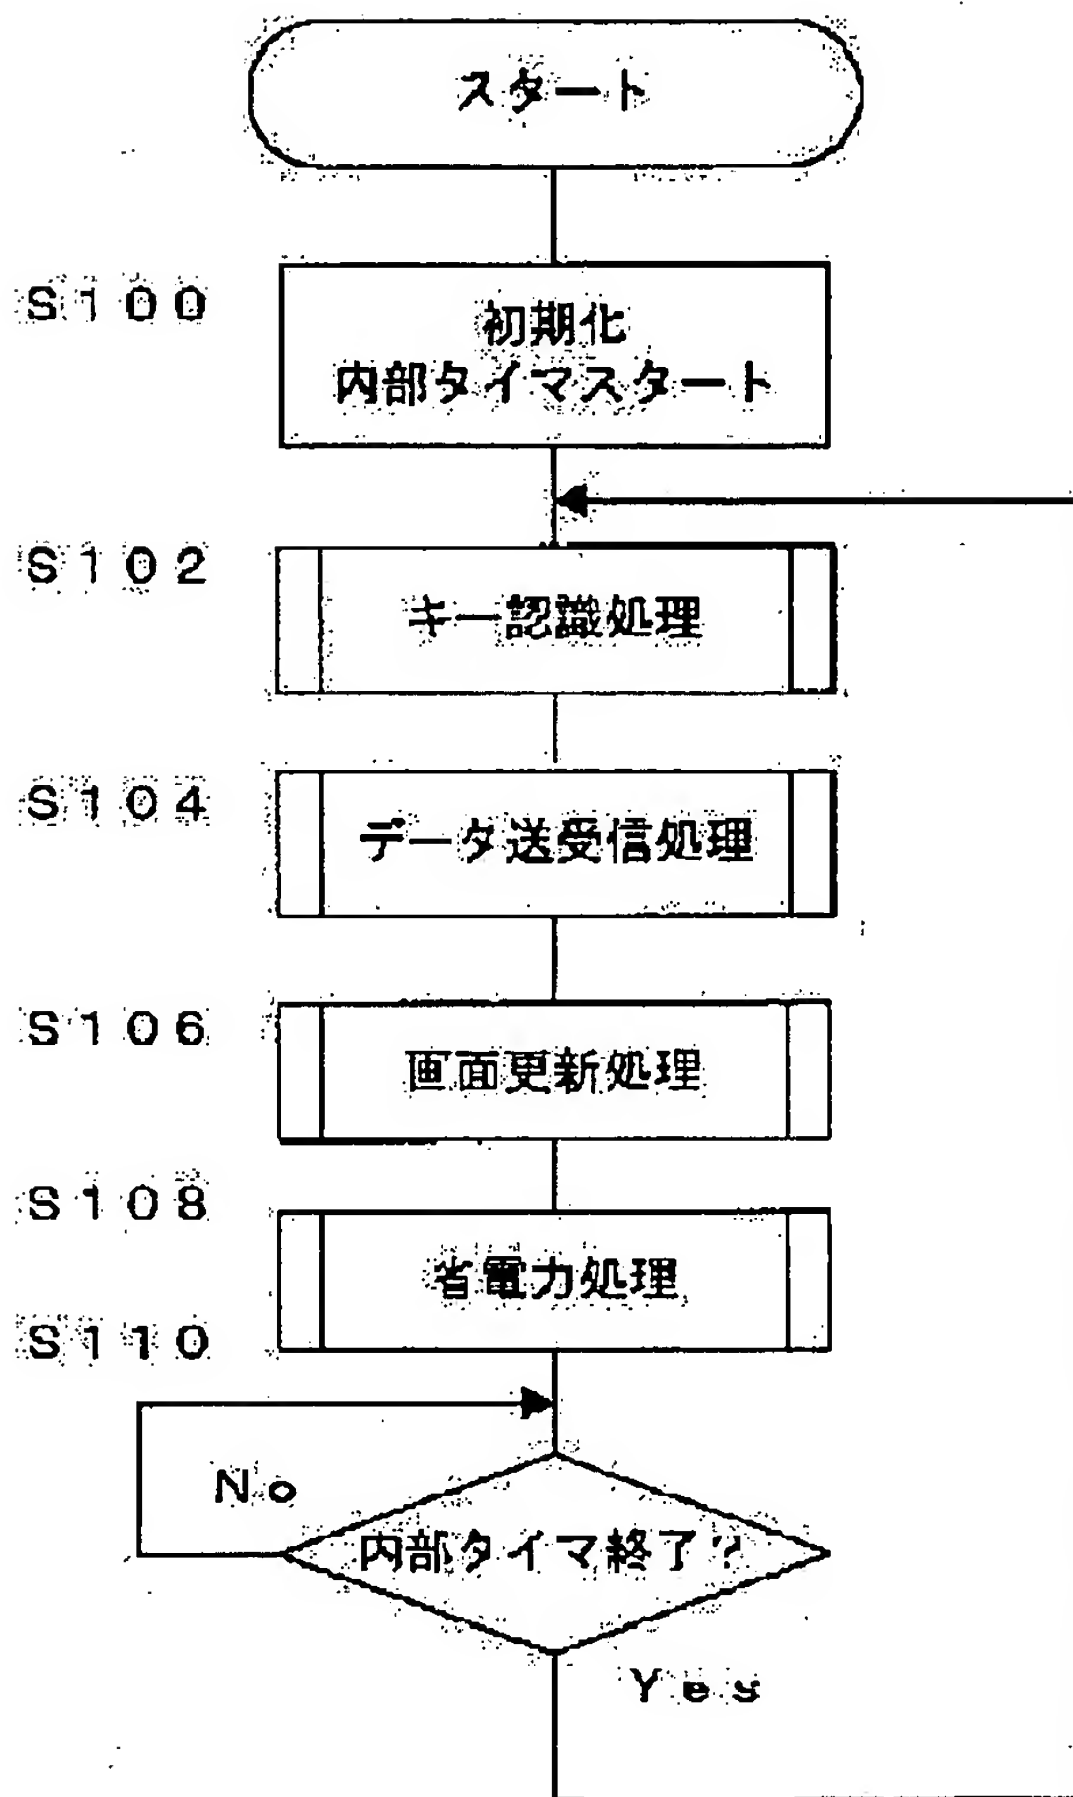 スタート
S100
初期化
内部タイマスタート
S102
キー認識処理
S104
データ送受信処理
S106
画面更新処理
S108
省電力処理
S110
No
内部タイマ終了?
Yes